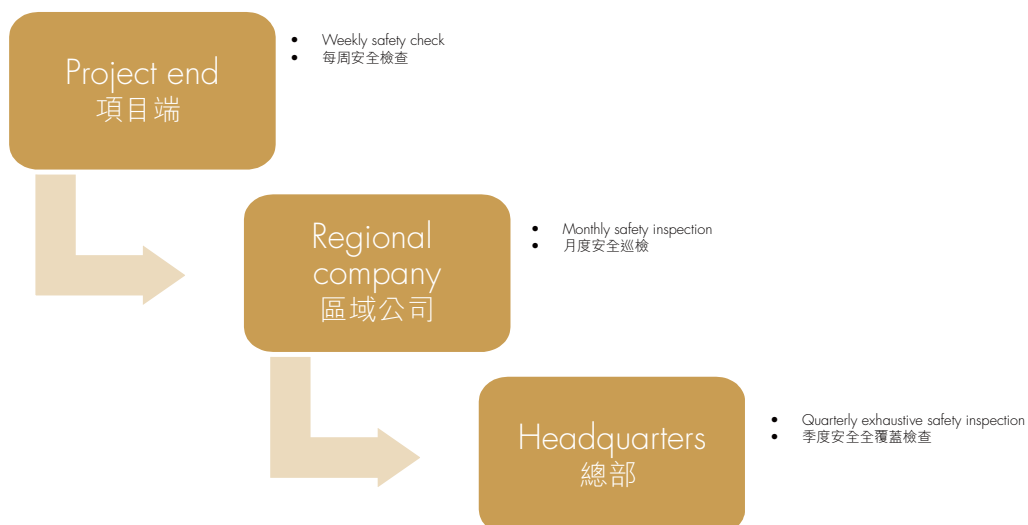 Project end
項目端
• Weekly safety check
• 每周安全檢查
Regional
company
區域公司
• Monthly safety inspection
• 月度安全巡檢
Headquarters
總部
• Quarterly exhaustive safety inspection
• 季度安全全覆蓋檢查